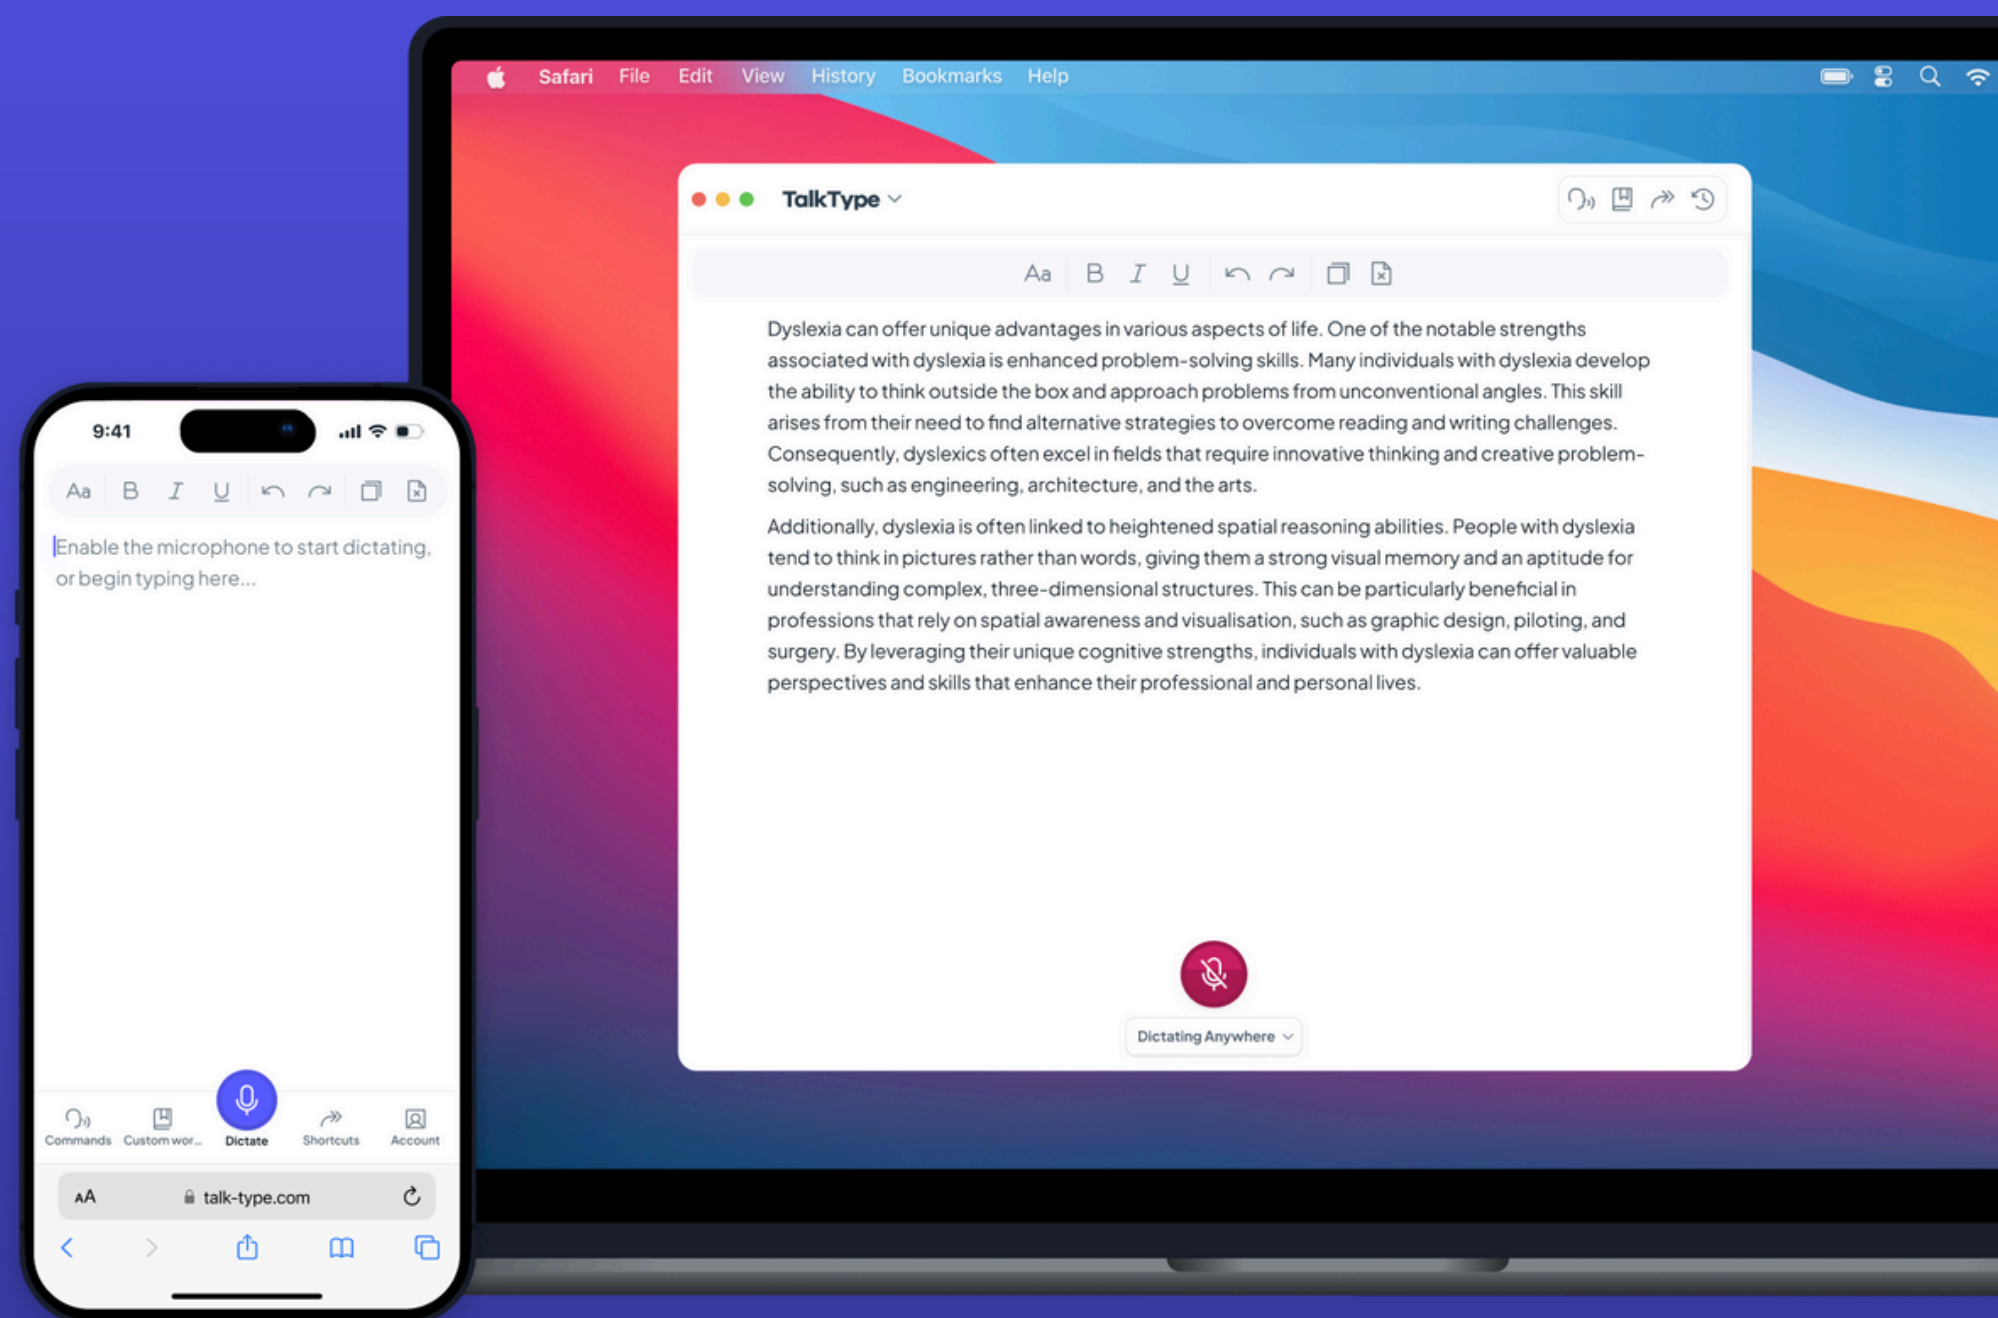 Safari File Edit View History Bookmarks Help
TalkType
Aa B I U
Dyslexia can offer unique advantages in various aspects of life. One of the notable strengths
associated with dyslexia is enhanced problem-solving skills. Many individuals with dyslexia develop
the ability to think outside the box and approach problems from unconventional angles. This skill
arises from their need to find alternative strategies to overcome reading and writing challenges.
Consequently, dyslexics often excel in fields that require innovative thinking and creative problem-
solving, such as engineering, architecture, and the arts.
Additionally, dyslexia is often linked to heightened spatial reasoning abilities. People with dyslexia
tend to think in pictures rather than words, giving them a strong visual memory and an aptitude for
understanding complex, three-dimensional structures. This can be particularly beneficial in
professions that rely on spatial awareness and visualisation, such as graphic design, piloting, and
surgery. By leveraging their unique cognitive strengths, individuals with dyslexia can offer valuable
perspectives and skills that enhance their professional and personal lives.
Dictating Anywhere
9:41
Aa B I U
Enable the microphone to start dictating,
or begin typing here...
Commands Custom wor... Dictate Shortcuts Account
AA talk-type.com